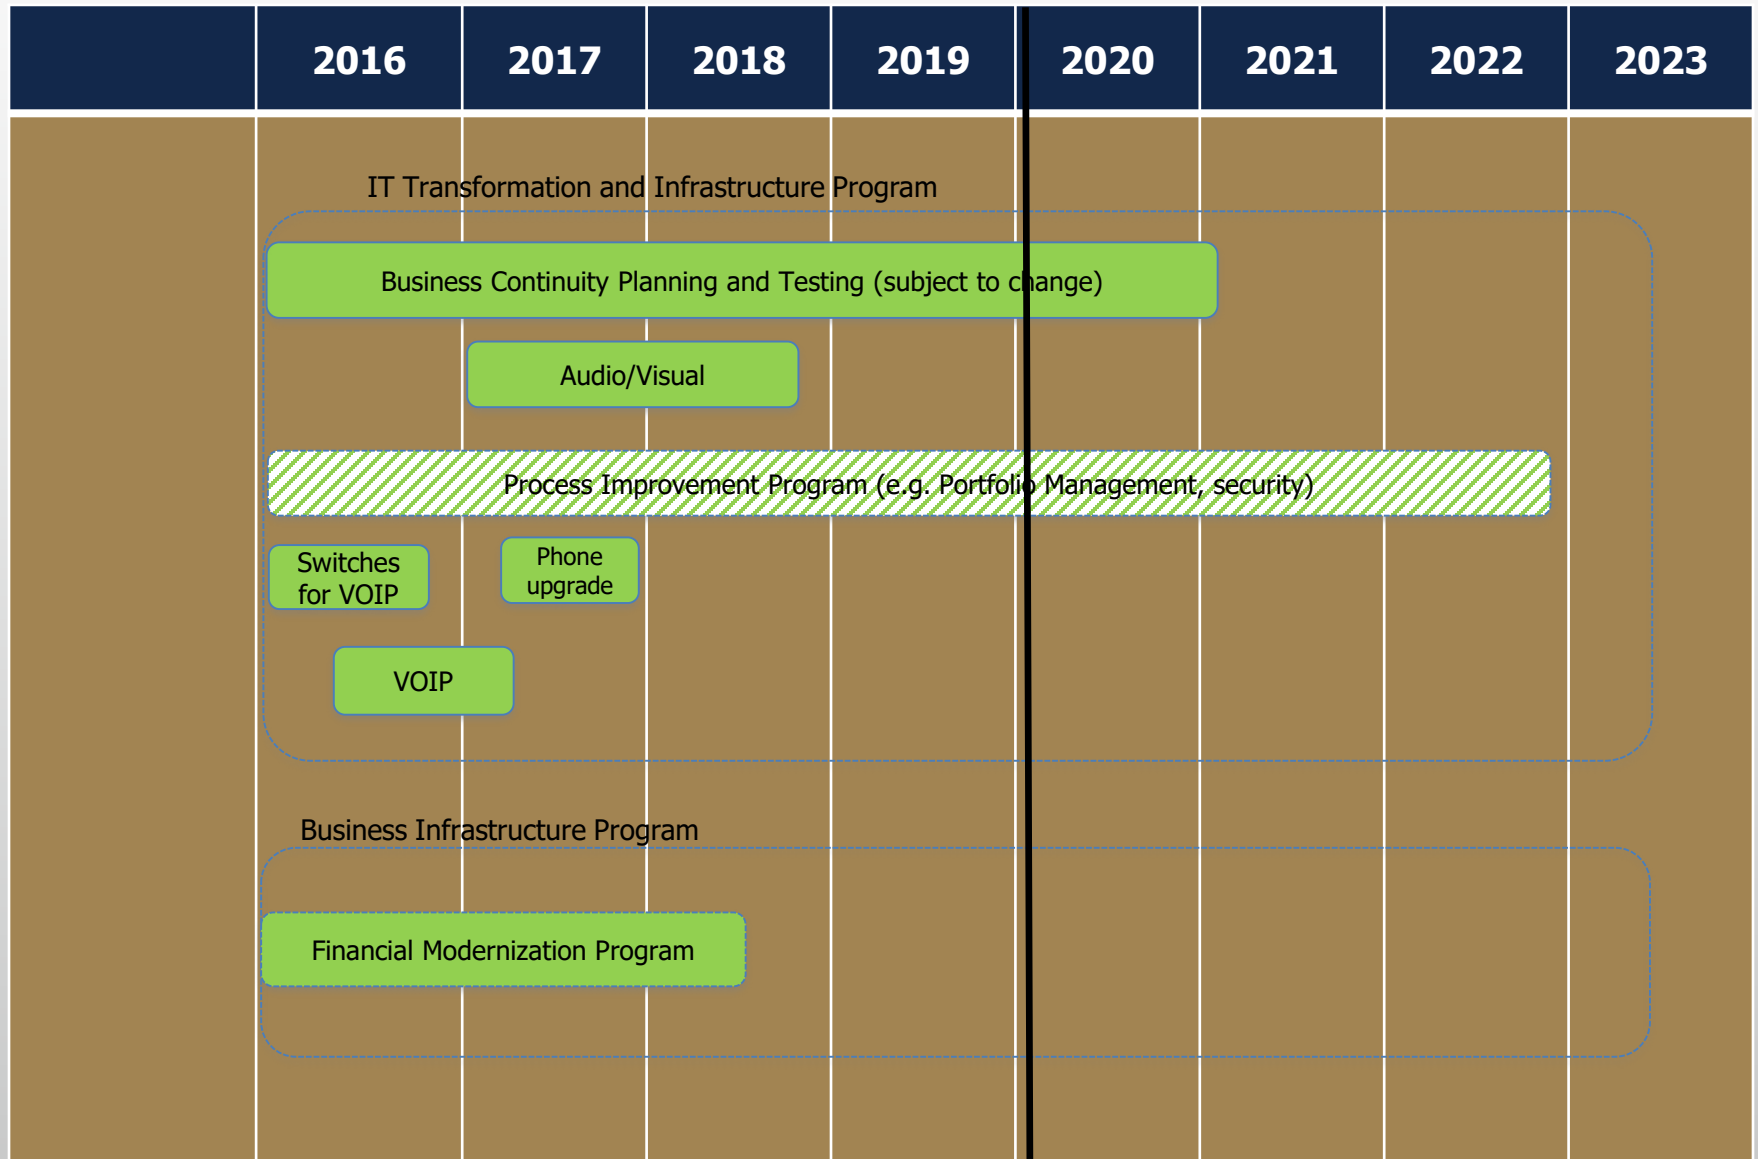 2016 2017 2018 2019 2020 2021 2022 2023
IT Transformation and Infrastructure Program
Business Continuity Planning and Testing (subject to change)
Audio/Visual
Process Improvement Program (e.g. Portfolio Management, security)
Switches
for VOIP
Phone
upgrade
VOIP
Business Infrastructure Program
Financial Modernization Program